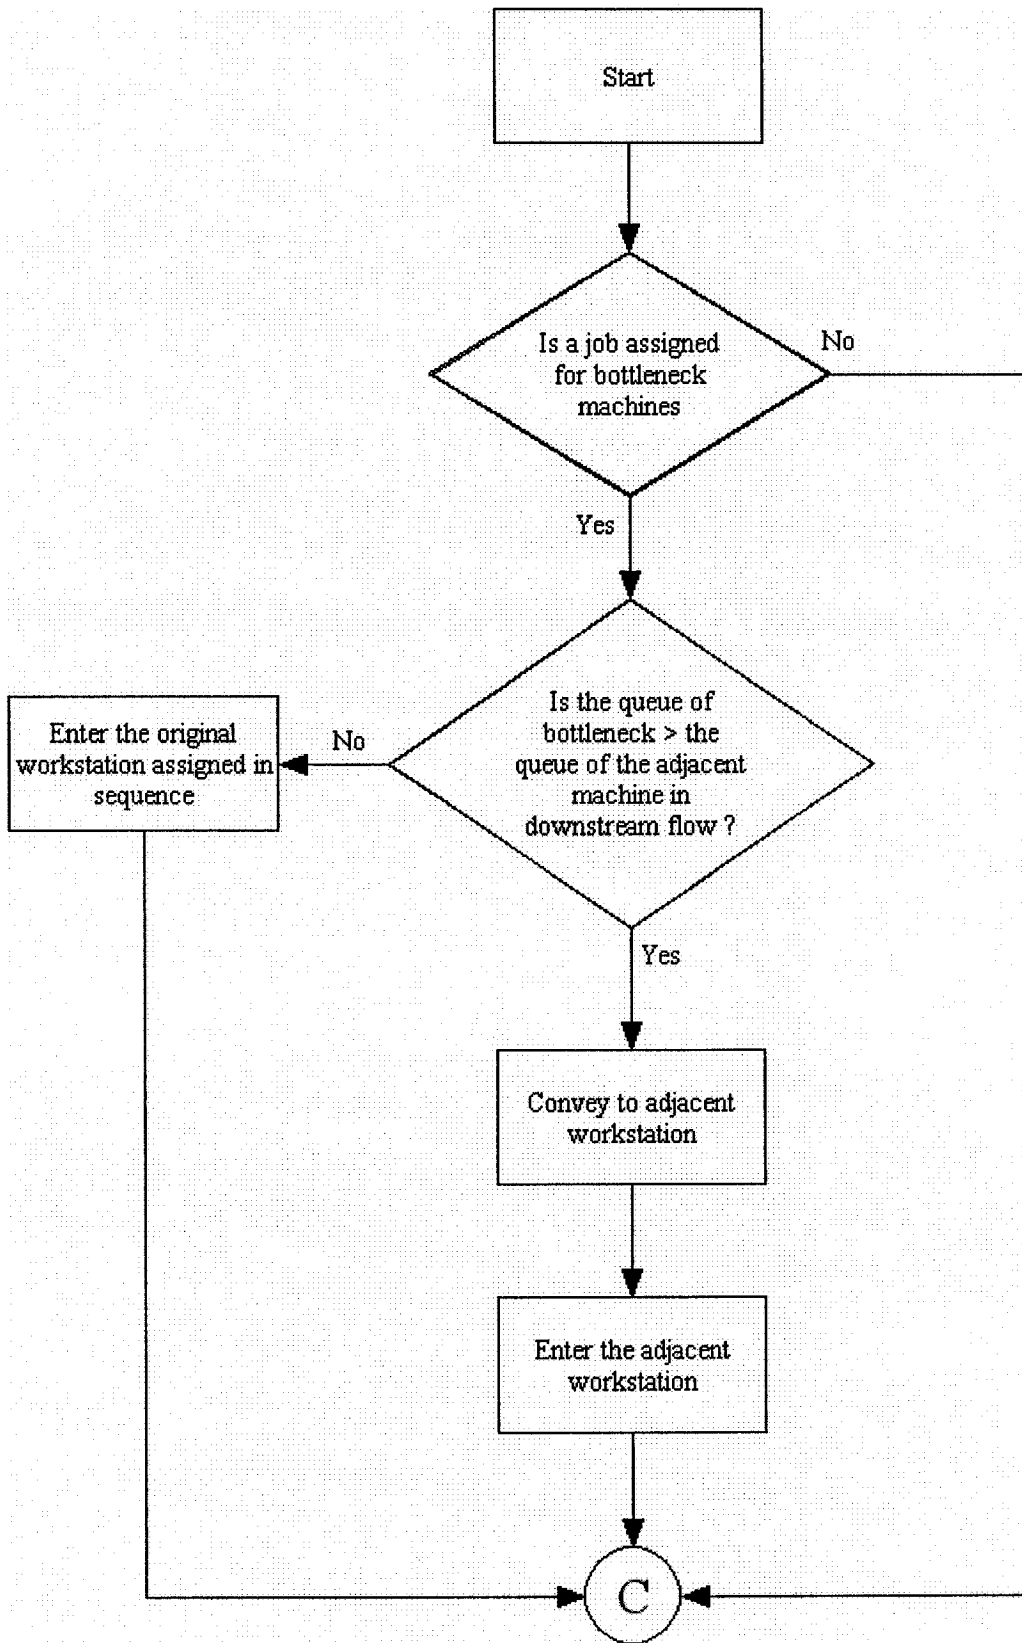 Start
Is a job assigned
for bottleneck
machines
No
Yes
Is the queue of
bottleneck > the
queue of the adjacent
machine in
downstream flow ?
No
Enter the original
workstation assigned in
sequence
Yes
Convey to adjacent
workstation
Enter the adjacent
workstation
C